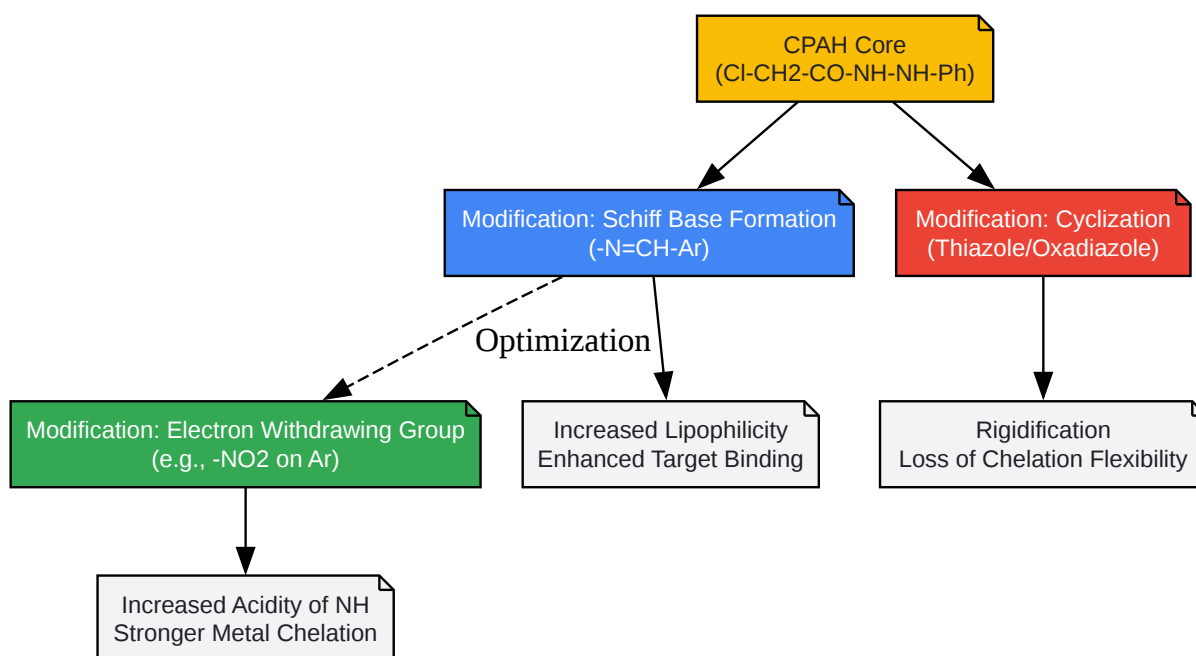 CPAH Core
(Cl-CH2-CO-NH-NH-Ph)
Modification: Schiff Base Formation
(-N=CH-Ar)
Modification: Cyclization
(Thiazole/Oxadiazole)
Optimization
Modification: Electron Withdrawing Group
(e.g., -NO2 on Ar)
Increased Lipophilicity
Enhanced Target Binding
Rigidification
Loss of Chelation Flexibility
Increased Acidity of NH
Stronger Metal Chelation